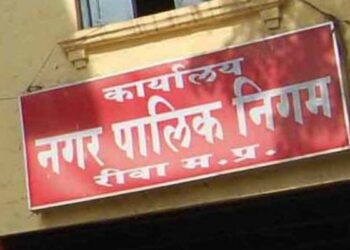 कार्यालय
नगर पालिक निगम
रीवा म.प्र.